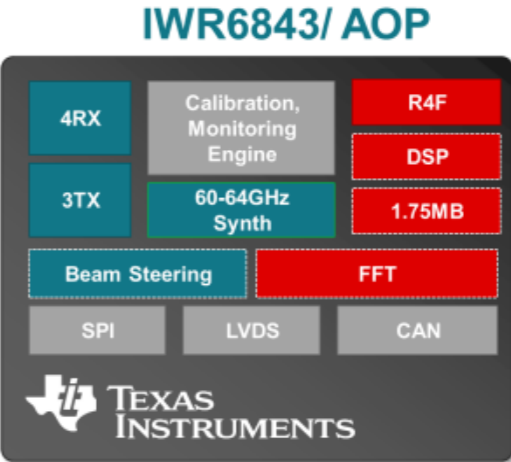 IWR6843/ AOP
4RX
Calibration,
Monitoring
Engine
R4F
DSP
3TX
60-64GHz
Synth
1.75MB
Beam Steering
FFT
SPI
LVDS
CAN
TEXAS
INSTRUMENTS